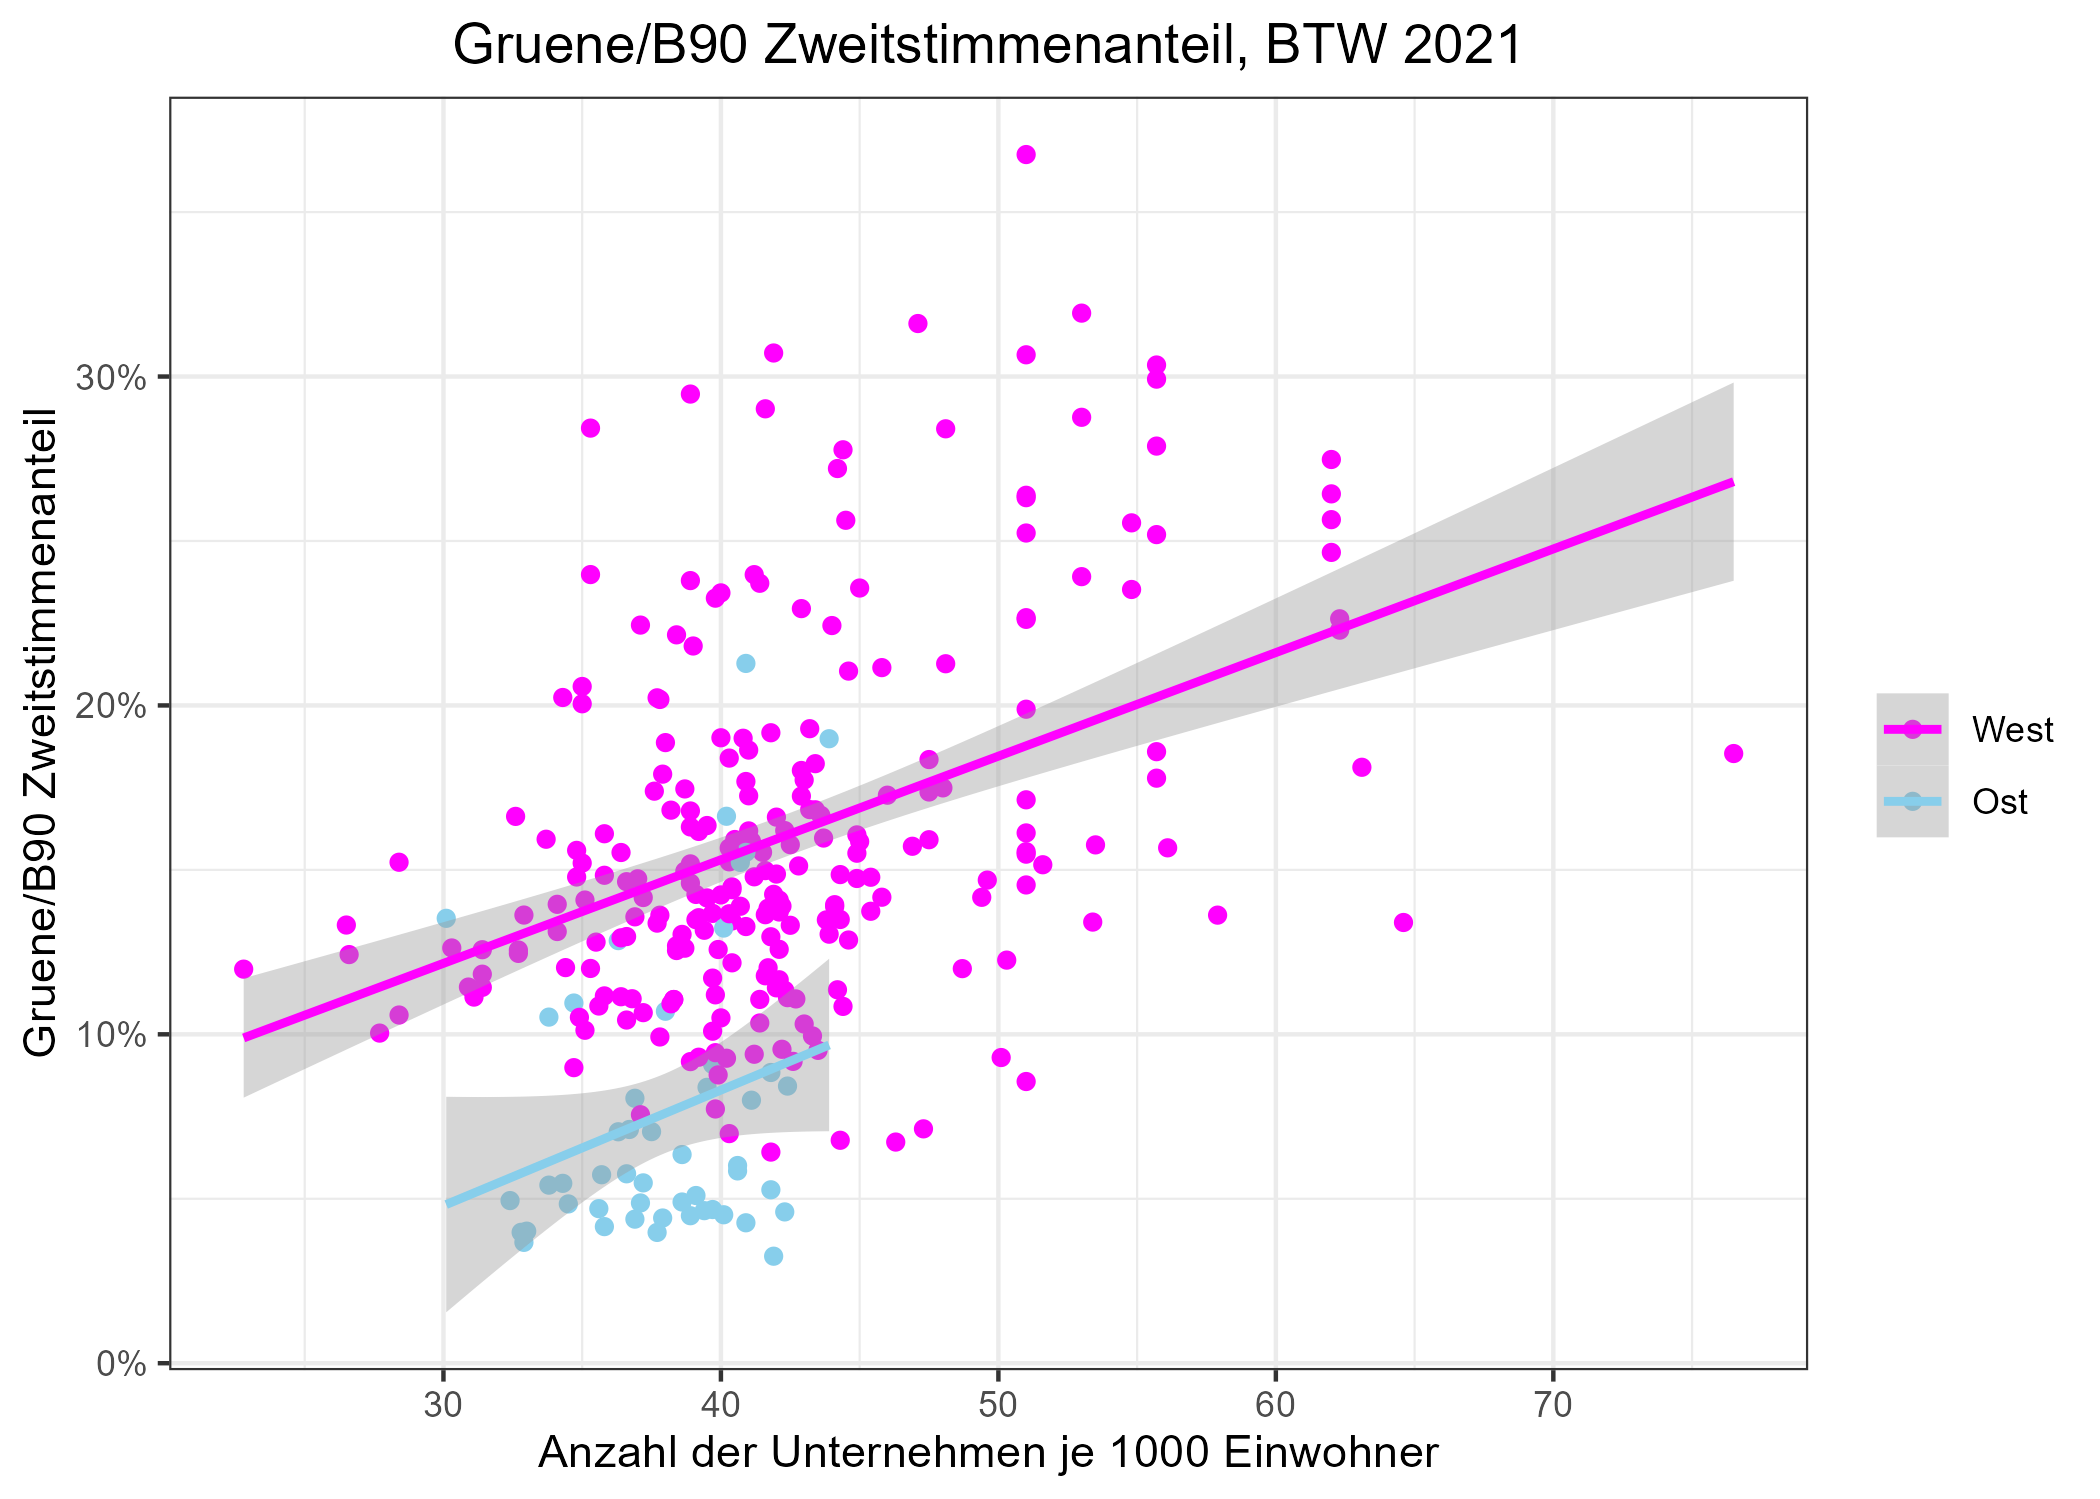 Gruene/B90 Zweitstimmenanteil, BTW 2021
Gruene/B90 Zweitstimmenanteil
30%
20%
10%
0%
30 40 50 60 70
Anzahl der Unternehmen je 1000 Einwohner
West
Ost